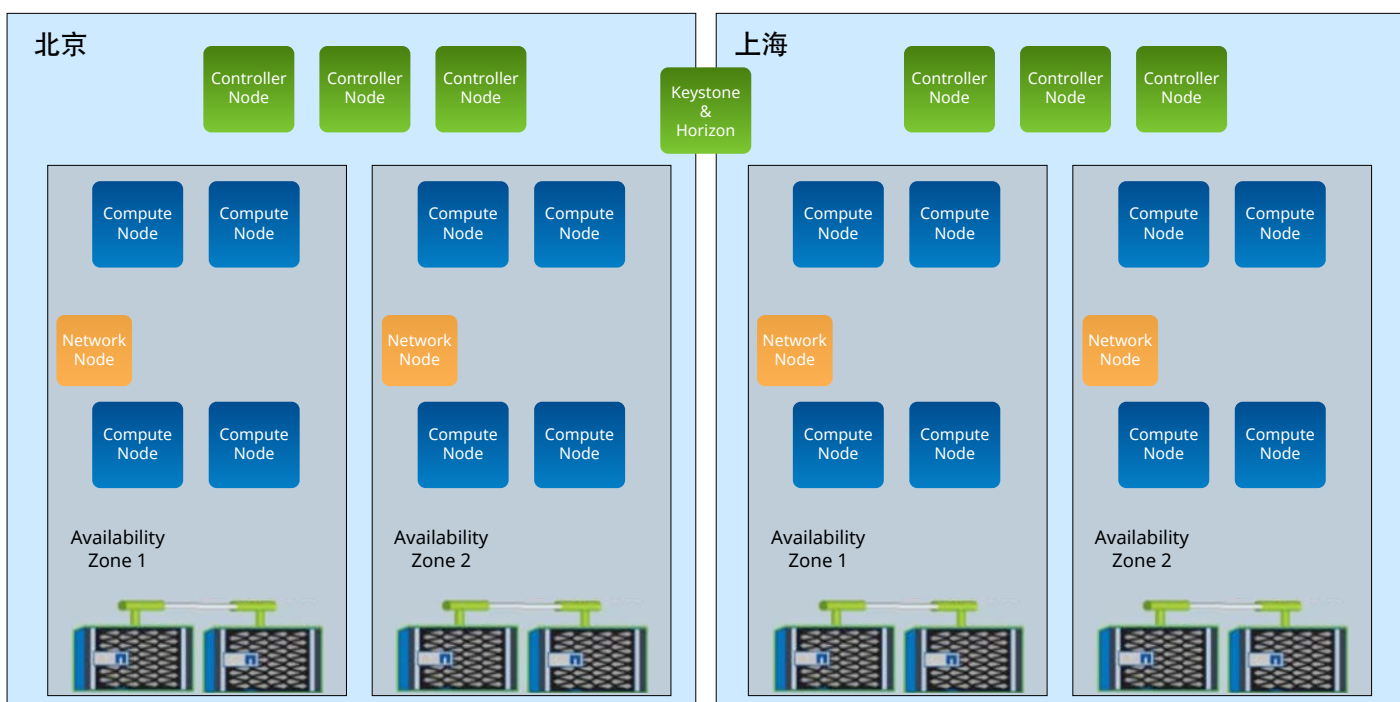 北京
Controller
Node
Controller
Node
Controller
Node
Keystone
&
Horizon
上海
Controller
Node
Controller
Node
Controller
Node
Compute
Node
Compute
Node
Network
Node
Compute
Node
Compute
Node
Availability
Zone 1
Compute
Node
Compute
Node
Network
Node
Compute
Node
Compute
Node
Availability
Zone 2
Compute
Node
Compute
Node
Network
Node
Compute
Node
Compute
Node
Availability
Zone 1
Compute
Node
Compute
Node
Network
Node
Compute
Node
Compute
Node
Availability
Zone 2